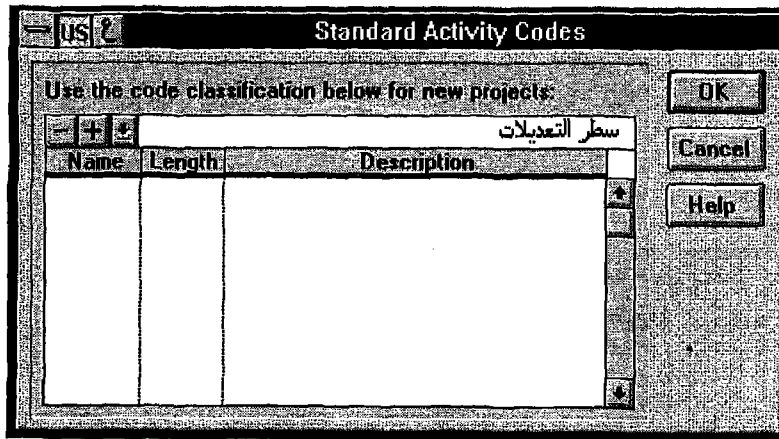 US Standard Activity Codes
Use the code classification below for new projects:
سطر التعديلات
Name Length Description
OK
Cancel
Help